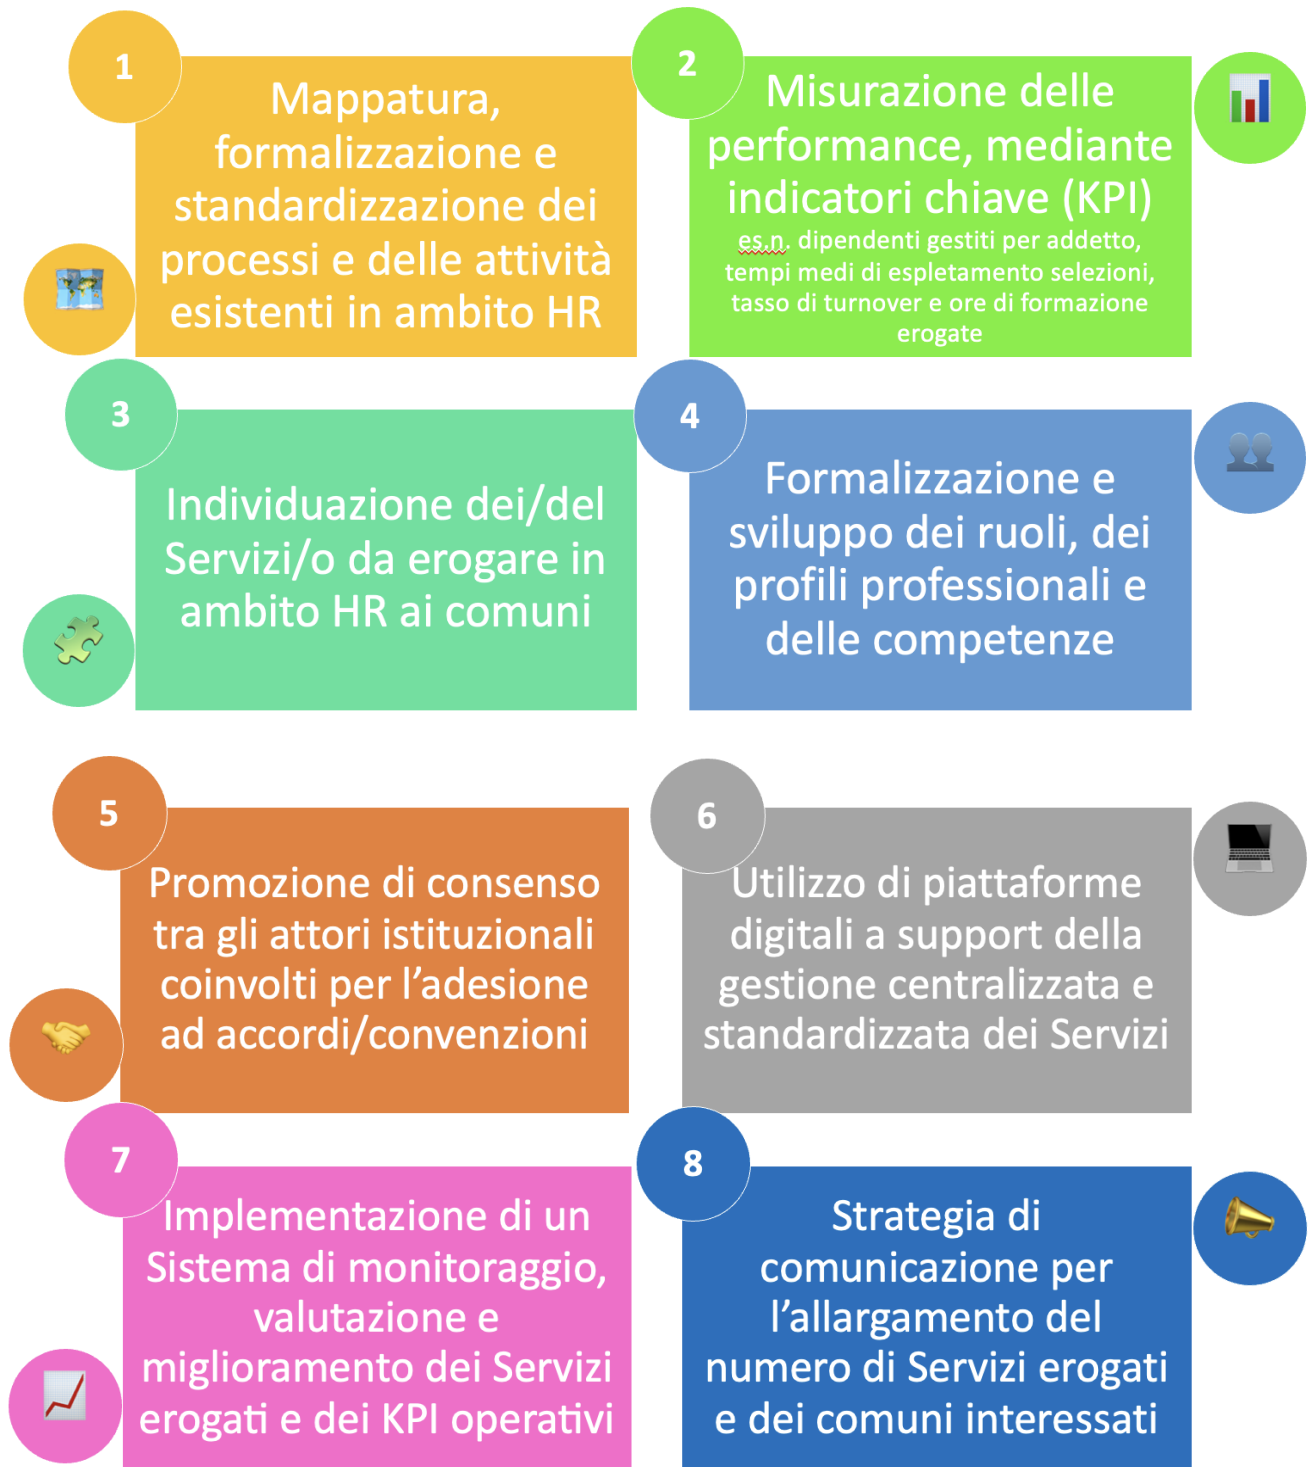 1
Mappatura,
formalizzazione e
standardizzazione dei
processi e delle attività
esistenti in ambito HR
2
Misurazione delle
performance, mediante
indicatori chiave (KPI)
es.n. dipendenti gestiti per addetto,
tempi medi di espletamento selezioni,
tasso di turnover e ore di formazione
erogate
3
Individuazione dei/del
Servizi/o da erogare in
ambito HR ai comuni
4
Formalizzazione e
sviluppo dei ruoli, dei
profili professionali e
delle competenze
5
Promozione di consenso
tra gli attori istituzionali
coinvolti per l’adesione
ad accordi/convenzioni
6
Utilizzo di piattaforme
digitali a support della
gestione centralizzata e
standardizzata dei Servizi
7
Implementazione di un
Sistema di monitoraggio,
valutazione e
miglioramento dei Servizi
erogati e dei KPI operativi
8
Strategia di
comunicazione per
l’allargamento del
numero di Servizi erogati
e dei comuni interessati